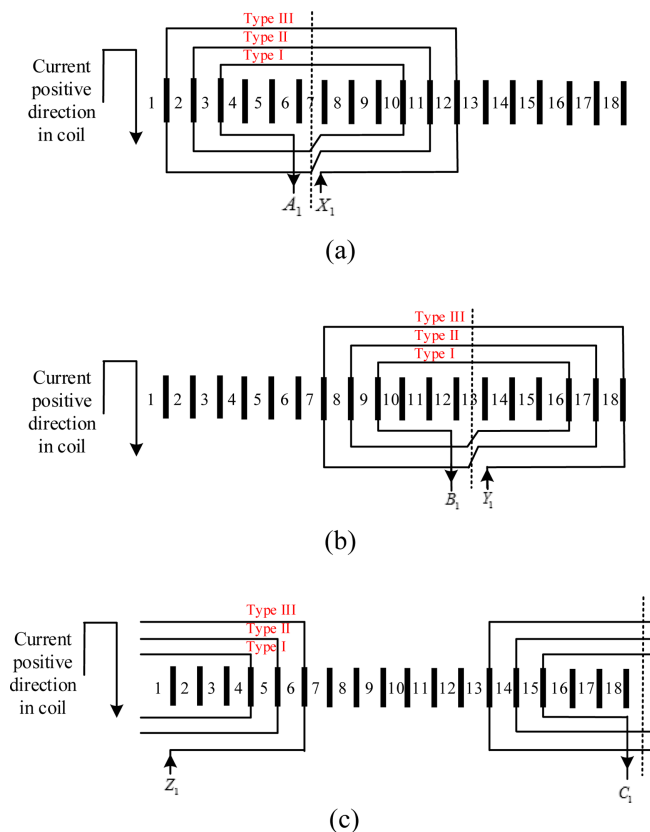 Type III
Type II
Type I
Current
positive
direction
in coil
1 2 3 4 5 6 7 8 9 10 11 12 13 14 15 16 17 18
A₁ X₁
(a)
Type III
Type II
Type I
Current
positive
direction
in coil
1 2 3 4 5 6 7 8 9 10 11 12 13 14 15 16 17 18
B₁ Y₁
(b)
Type III
Type II
Type I
Current
positive
direction
in coil
1 2 3 4 5 6 7 8 9 10 11 12 13 14 15 16 17 18
Z₁ C₁
(c)